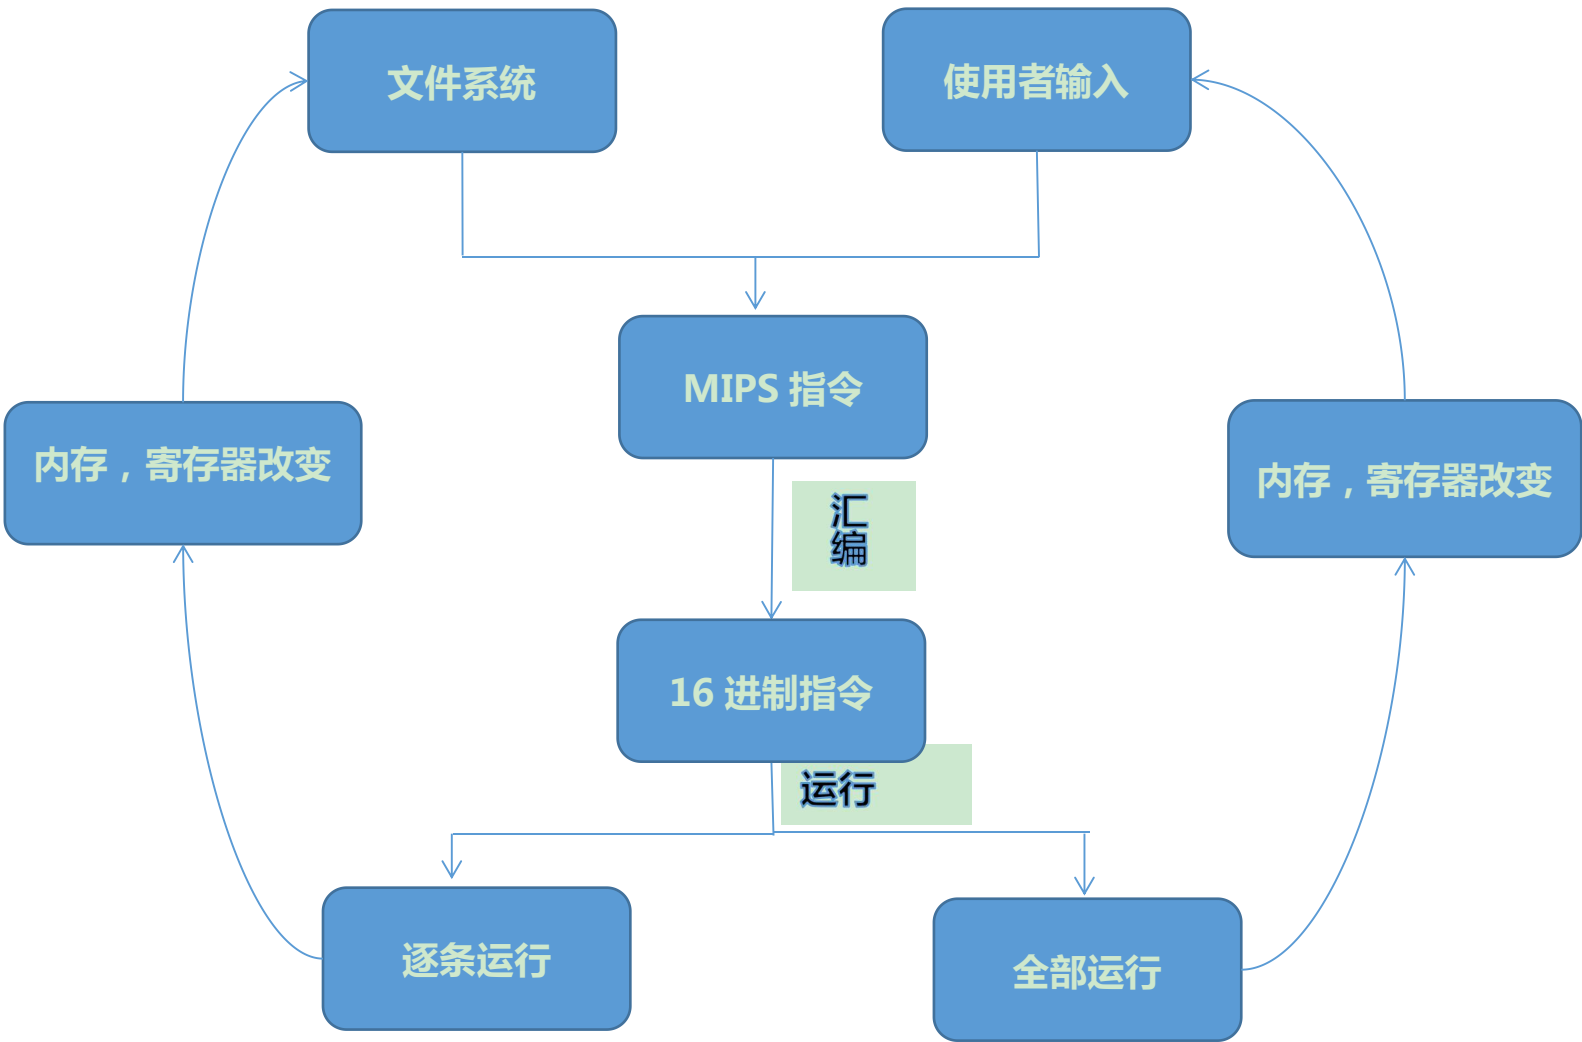 文件系统
使用者输入
MIPS 指令
内存，寄存器改变
内存，寄存器改变
汇
编
16 进制指令
运行
逐条运行
全部运行